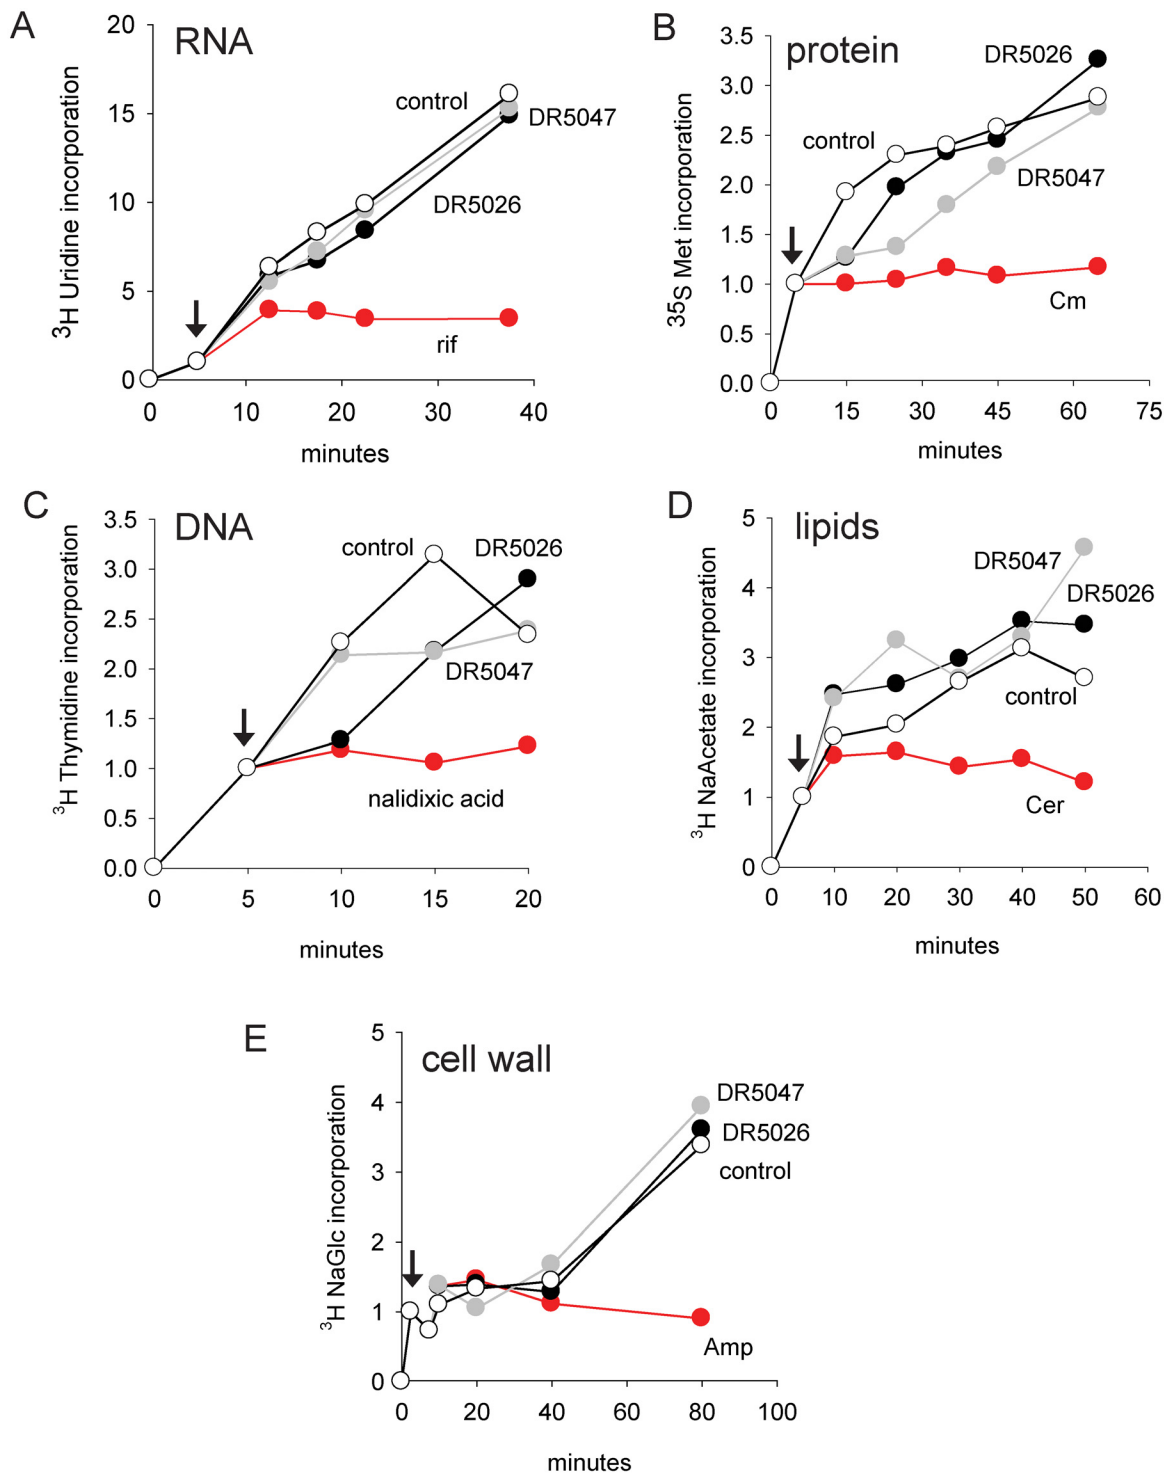 A
RNA
20
15
10
5
0
³H Uridine incorporation
control
DR5047
DR5026
rif
0 10 20 30 40
minutes
B
protein
3.5
3.0
2.5
2.0
1.5
1.0
0.5
0.0
35S Met incorporation
DR5026
control
DR5047
Cm
0 15 30 45 60 75
minutes
C
DNA
3.5
3.0
2.5
2.0
1.5
1.0
0.5
0.0
³H Thymidine incorporation
control
DR5026
DR5047
nalidixic acid
0 5 10 15 20
minutes
D
lipids
5
4
3
2
1
0
³H NaAcetate incorporation
DR5047
DR5026
control
Cer
0 10 20 30 40 50 60
minutes
E
cell wall
5
4
3
2
1
0
³H NaGlc incorporation
DR5047
DR5026
control
Amp
0 20 40 60 80 100
minutes